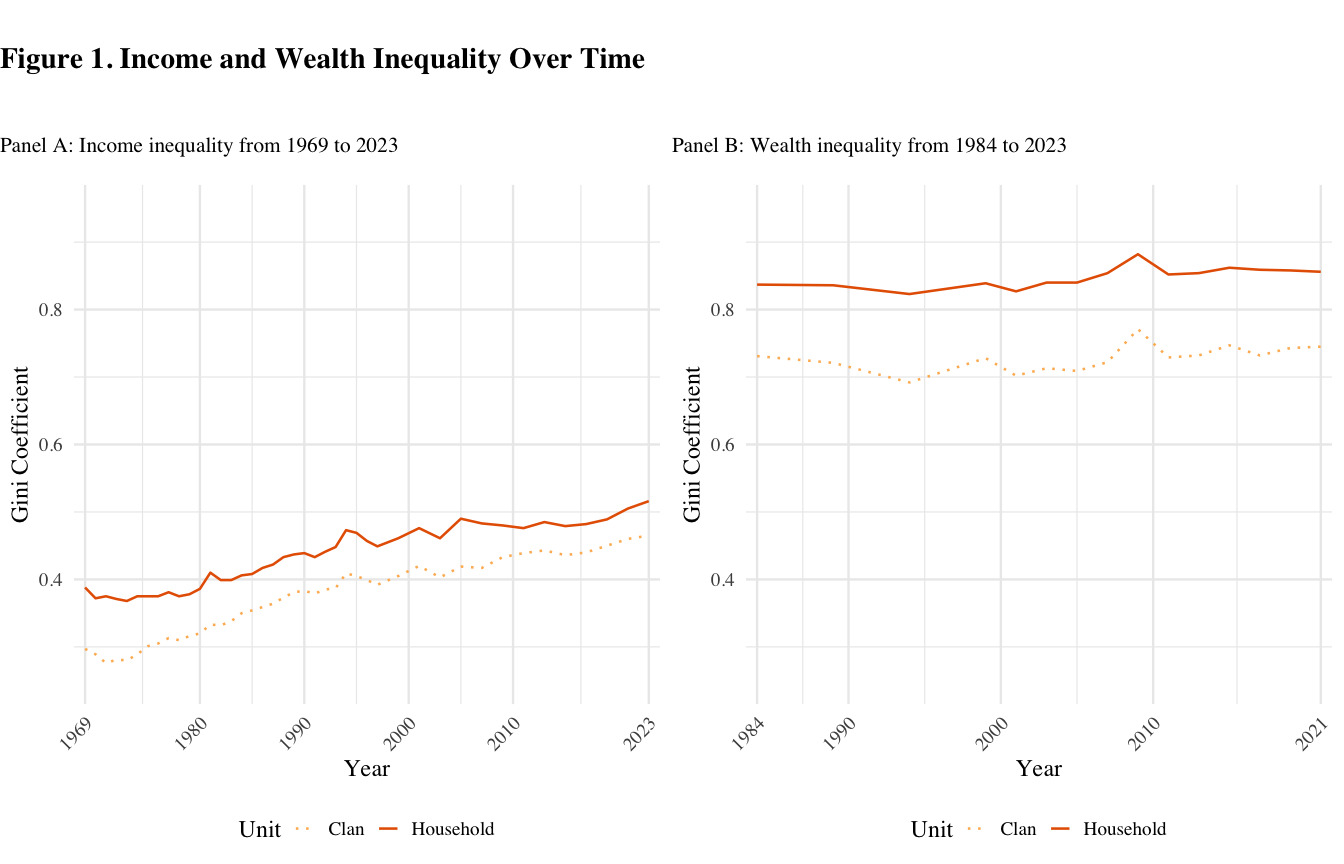 Figure 1. Income and Wealth Inequality Over Time
Panel A: Income inequality from 1969 to 2023
Gini Coefficient
0.8
0.6
0.4
1969
1980
1990
2000
2010
2023
Year
Unit Clan Household
Panel B: Wealth inequality from 1984 to 2023
Gini Coefficient
0.8
0.6
0.4
1984
1990
2000
2010
2021
Year
Unit Clan Household